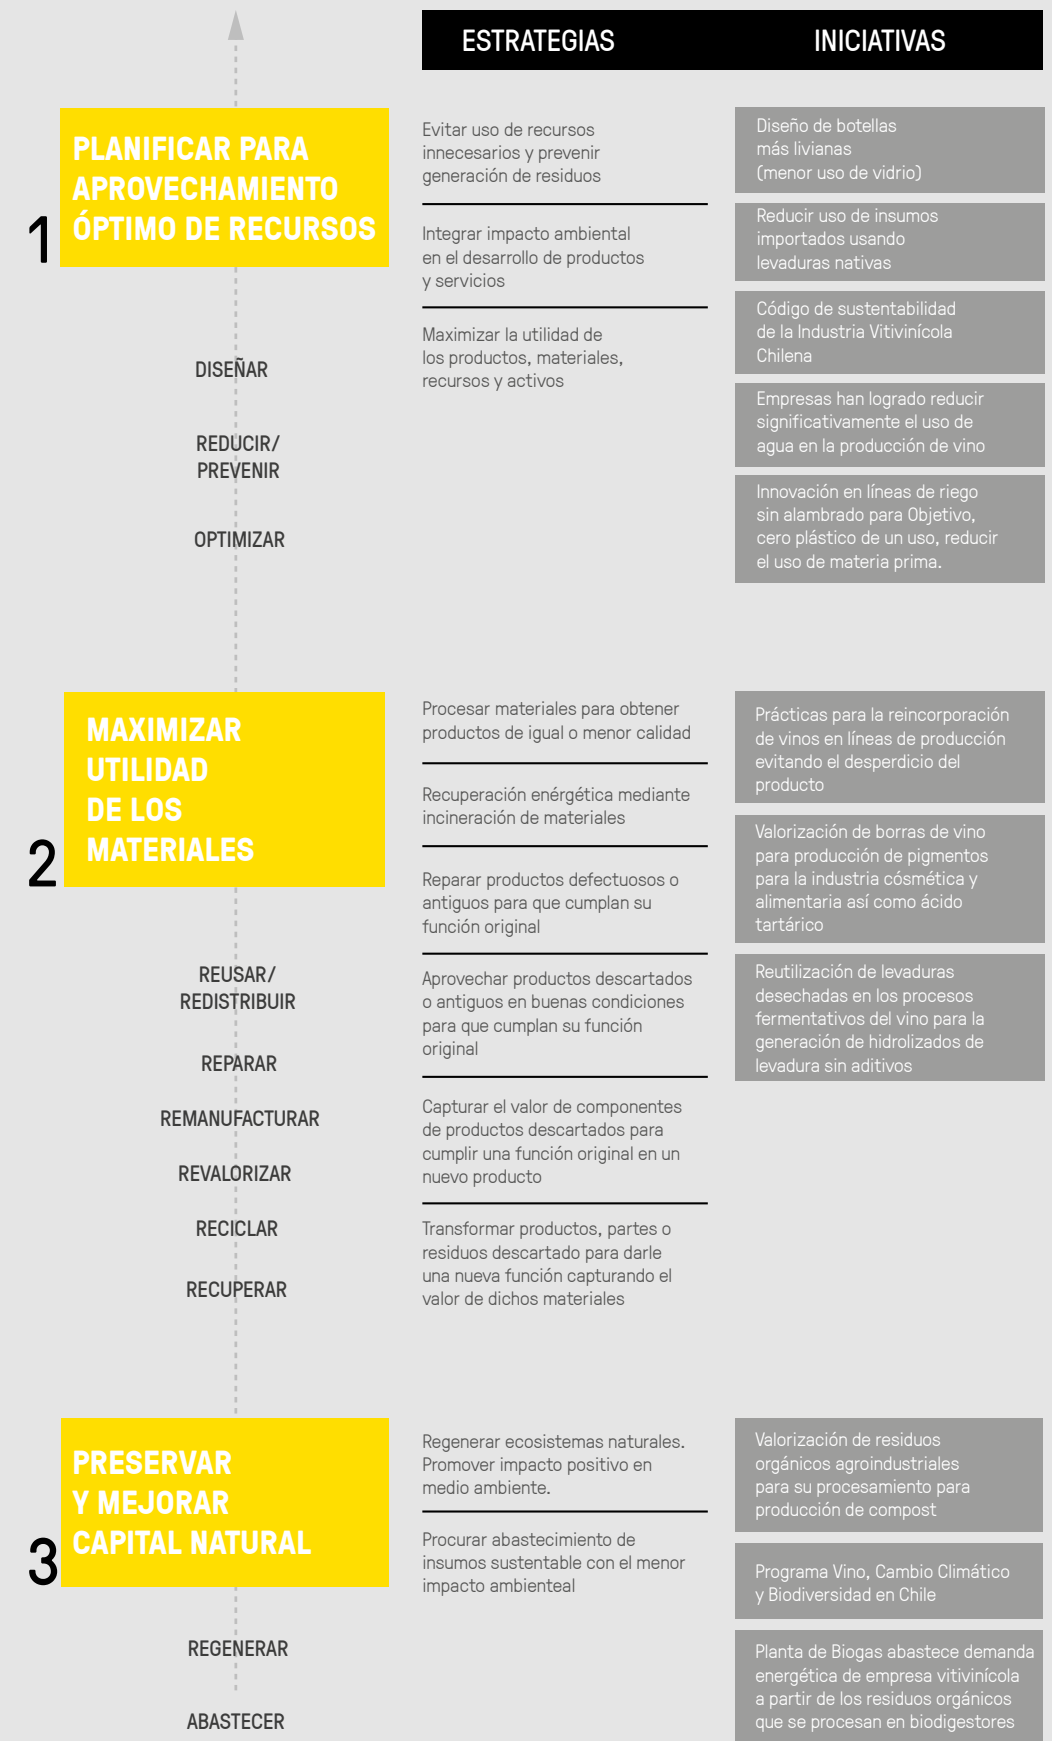 ESTRATEGIAS
INICIATIVAS
1
PLANIFICAR PARA
APROVECHAMIENTO
ÓPTIMO DE RECURSOS
DISEÑAR
REDUCIR/
PREVENIR
OPTIMIZAR
Evitar uso de recursos
innecesarios y prevenir
generación de residuos
Integrar impacto ambiental
en el desarrollo de productos
y servicios
Maximizar la utilidad de
los productos, materiales,
recursos y activos
Diseño de botellas
más livianas
(menor uso de vidrio)
Reducir uso de insumos
importados usando
levaduras nativas
Código de sustentabilidad
de la Industria Vitivinícola
Chilena
Empresas han logrado reducir
significativamente el uso de
agua en la producción de vino
Innovación en líneas de riego
sin alambrado para Objetivo,
cero plástico de un uso, reducir
el uso de materia prima.
2
MAXIMIZAR
UTILIDAD
DE LOS
MATERIALES
REUSAR/
REDISTRIBUIR
REPARAR
REMANUFACTURAR
REVALORIZAR
RECICLAR
RECUPERAR
Procesar materiales para obtener
productos de igual o menor calidad
Recuperación enérgética mediante
incineración de materiales
Reparar productos defectuosos o
antiguos para que cumplan su
función original
Aprovechar productos descartados
o antiguos en buenas condiciones
para que cumplan su función
original
Capturar el valor de componentes
de productos descartados para
cumplir una función original en un
nuevo producto
Transformar productos, partes o
residuos descartado para darle
una nueva función capturando el
valor de dichos materiales
Prácticas para la reincorporación
de vinos en líneas de producción
evitando el desperdicio del
producto
Valorización de borras de vino
para producción de pigmentos
para la industria cósmética y
alimentaria así como ácido
tartárico
Reutilización de levaduras
desechadas en los procesos
fermentativos del vino para la
generación de hidrolizados de
levadura sin aditivos
3
PRESERVAR
Y MEJORAR
CAPITAL NATURAL
REGENERAR
ABASTECER
Regenerar ecosistemas naturales.
Promover impacto positivo en
medio ambiente.
Procurar abastecimiento de
insumos sustentable con el menor
impacto ambienteal
Valorización de residuos
orgánicos agroindustriales
para su procesamiento para
producción de compost
Programa Vino, Cambio Climático
y Biodiversidad en Chile
Planta de Biogas abastece demanda
energética de empresa vitivinícola
a partir de los residuos orgánicos
que se procesan en biodigestores